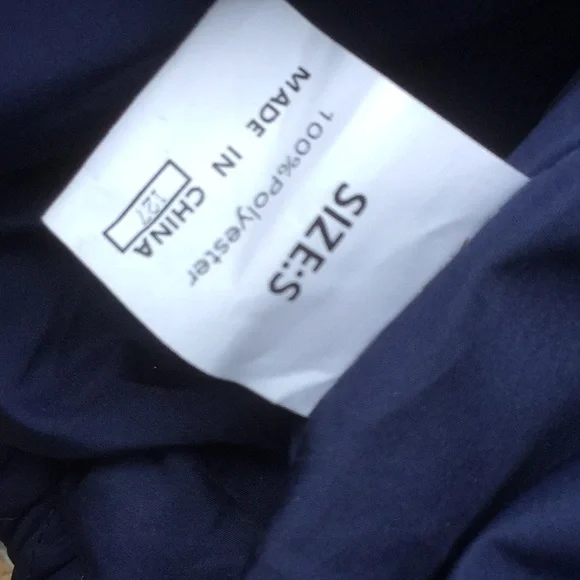 SIZE:S
100%Polyester
MADE IN CHINA
127